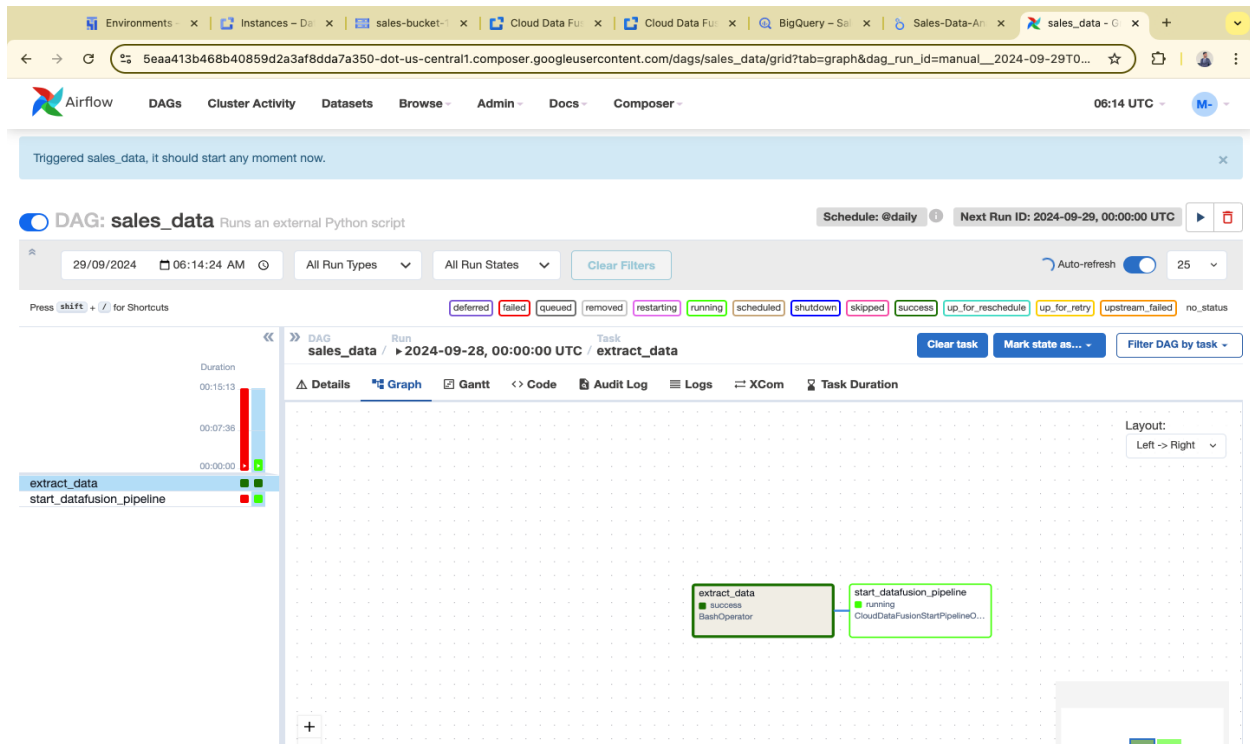 Environments -
Instances – Da
sales-bucket-1
Cloud Data Fus
Cloud Data Fus
BigQuery – Sal
Sales-Data-An
sales_data - G
5eaa413b468b40859d2a3af8dda7a350-dot-us-central1.composer.googleusercontent.com/dags/sales_data/grid?tab=graph&dag_run_id=manual__2024-09-29T0...
Airflow
DAGs
Cluster Activity
Datasets
Browse
Admin
Docs
Composer
06:14 UTC
M-
Triggered sales_data, it should start any moment now.
DAG: sales_data Runs an external Python script
Schedule: @daily
Next Run ID: 2024-09-29, 00:00:00 UTC
29/09/2024 06:14:24 AM
All Run Types
All Run States
Clear Filters
Auto-refresh
25
Press shift + / for Shortcuts
deferred failed queued removed restarting running scheduled shutdown skipped success up_for_reschedule up_for_retry upstream_failed no_status
Duration
00:15:13
00:07:36
00:00:00
extract_data
start_datafusion_pipeline
DAG
sales_data /
Run
2024-09-28, 00:00:00 UTC /
Task
extract_data
Clear task
Mark state as...
Filter DAG by task
Details
Graph
Gantt
Code
Audit Log
Logs
XCom
Task Duration
Layout:
Left -> Right
extract_data
success
BashOperator
start_datafusion_pipeline
running
CloudDataFusionStartPipelineO...
+